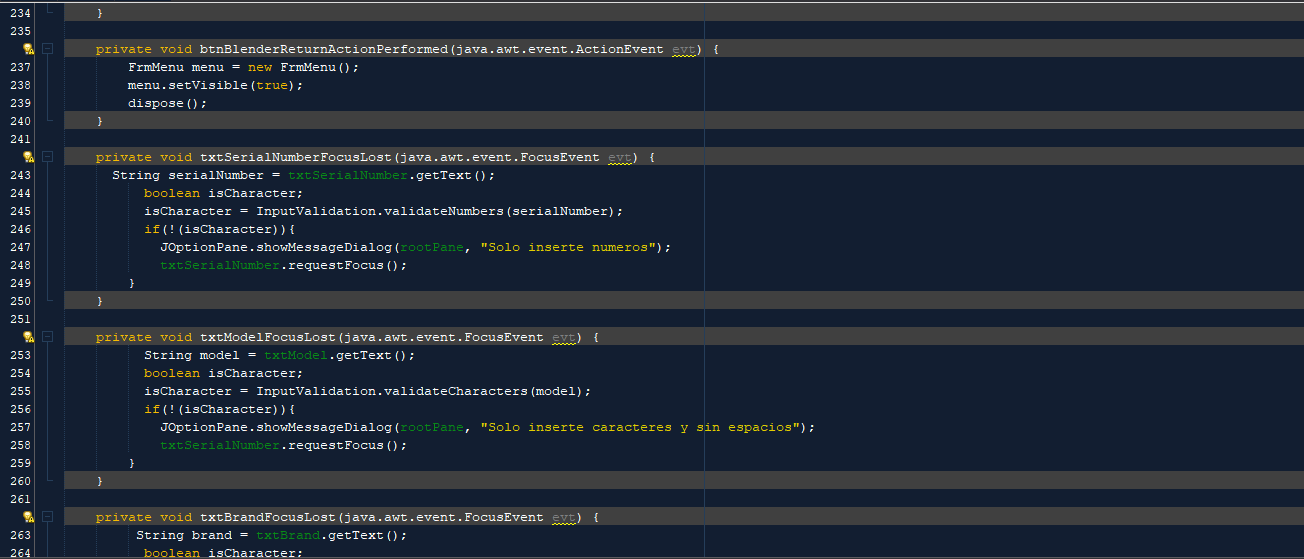 234 }
235
private void btnBlenderReturnActionPerformed(java.awt.event.ActionEvent evt) {
237 FrmMenu menu = new FrmMenu();
238 menu.setVisible(true);
239 dispose();
240 }
241
private void txtSerialNumberFocusLost(java.awt.event.FocusEvent evt) {
243 String serialNumber = txtSerialNumber.getText();
244 boolean isCharacter;
245 isCharacter = InputValidation.validateNumbers(serialNumber);
246 if(!(isCharacter)){
247 JOptionPane.showMessageDialog(rootPane, "Solo inserte numeros");
248 txtSerialNumber.requestFocus();
249 }
250 }
251
private void txtModelFocusLost(java.awt.event.FocusEvent evt) {
253 String model = txtModel.getText();
254 boolean isCharacter;
255 isCharacter = InputValidation.validateCharacters(model);
256 if(!(isCharacter)){
257 JOptionPane.showMessageDialog(rootPane, "Solo inserte caracteres y sin espacios");
258 txtSerialNumber.requestFocus();
259 }
260 }
261
private void txtBrandFocusLost(java.awt.event.FocusEvent evt) {
263 String brand = txtBrand.getText();
264 boolean isCharacter;